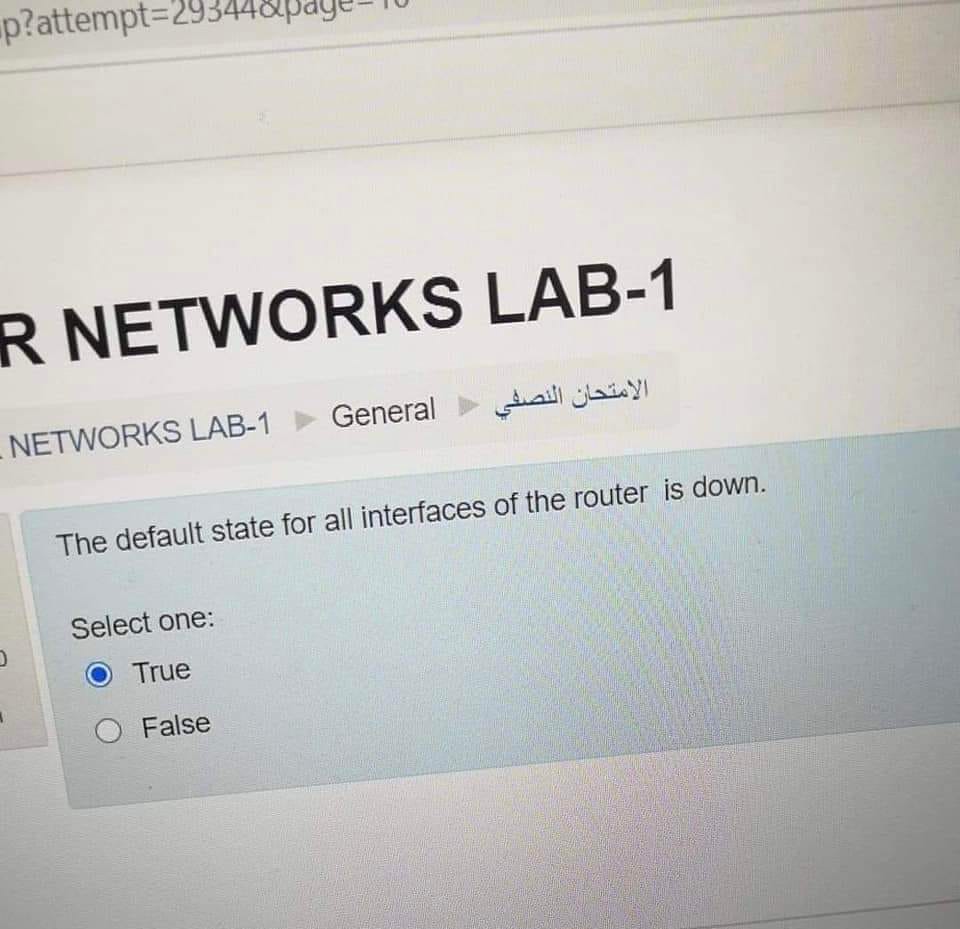 p?attempt=29344&page=10
R NETWORKS LAB-1
NETWORKS LAB-1 ► General ► الامتحان النصفي
The default state for all interfaces of the router is down.
Select one:
True
False